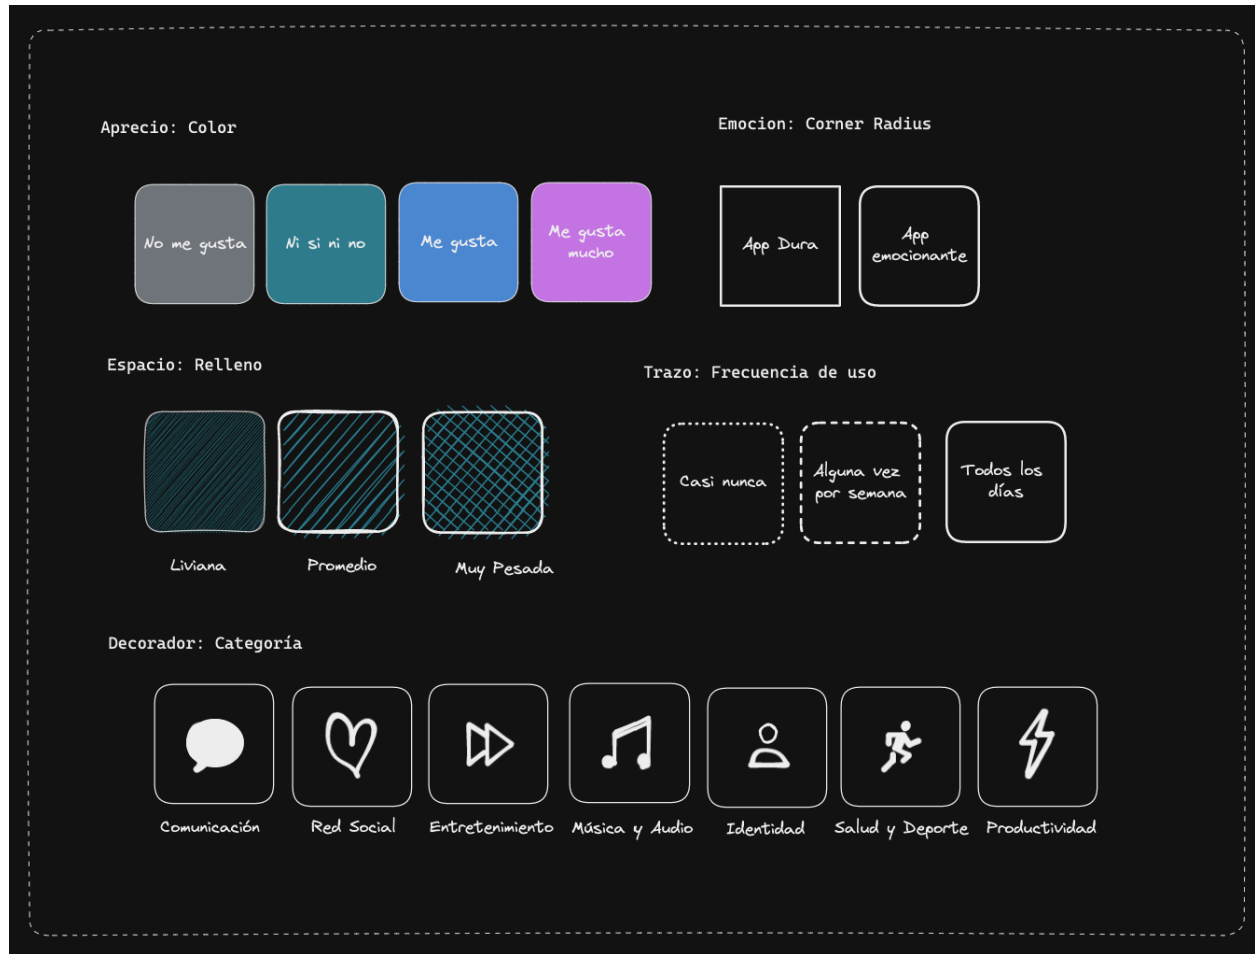 Aprecio: Color
No me gusta
Ni si ni no
Me gusta
Me gusta
mucho
Emocion: Corner Radius
App Dura
App
emocionante
Espacio: Relleno
Liviana
Promedio
Muy Pesada
Trazo: Frecuencia de uso
Casi nunca
Alguna vez
por semana
Todos los
días
Decorador: Categoría
Comunicación
Red Social
Entretenimiento
Música y Audio
Identidad
Salud y Deporte
Productividad